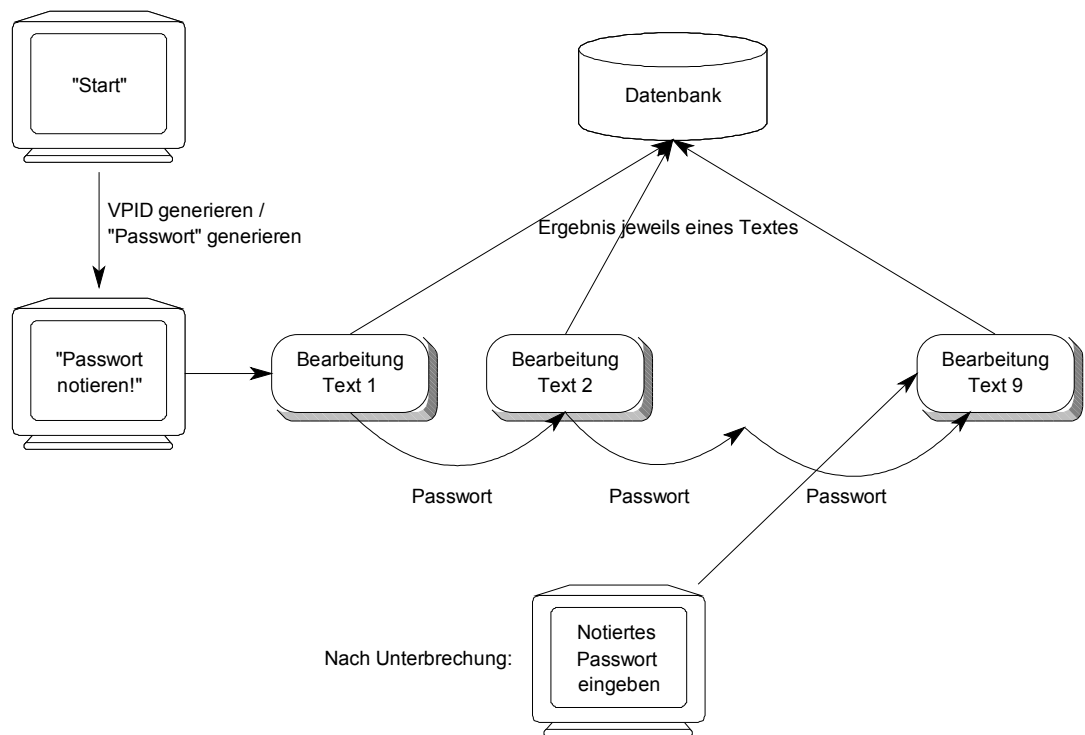 "Start"
Datenbank
VPID generieren /
"Passwort" generieren
Ergebnis jeweils eines Textes
"Passwort
notieren!"
Bearbeitung
Text 1
Bearbeitung
Text 2
Bearbeitung
Text 9
Passwort
Passwort
Passwort
Nach Unterbrechung:
Notiertes
Passwort
eingeben